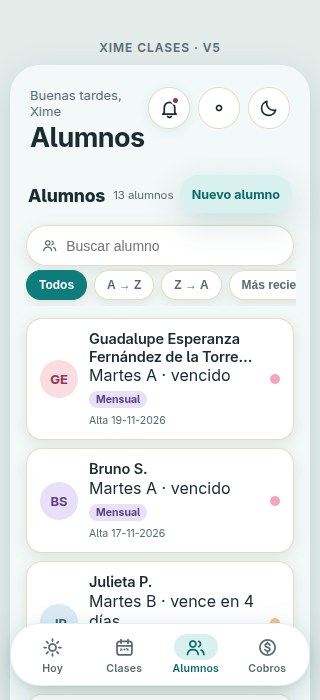 XIME CLASES · V5
Buenas tardes,
Xime
Alumnos
Alumnos 13 alumnos Nuevo alumno
Buscar alumno
Todos A → Z Z → A Más recie
Guadalupe Esperanza
Fernández de la Torre...
GE Martes A · vencido
Mensual
Alta 19-11-2026
Bruno S.
BS Martes A · vencido
Mensual
Alta 17-11-2026
Julieta P.
Martes B · vence en 4
días
Hoy Clases Alumnos Cobros